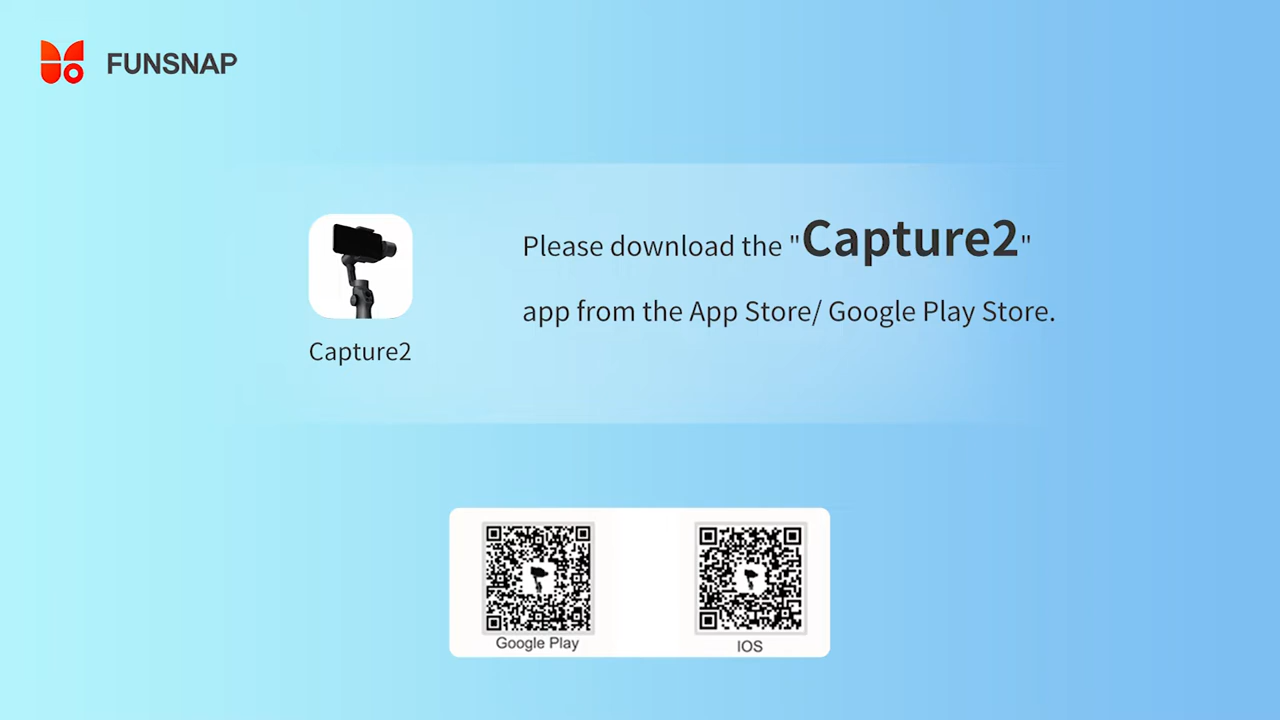 FUNSNAP
Please download the "Capture2"
app from the App Store/ Google Play Store.
Capture2
Google Play
IOS